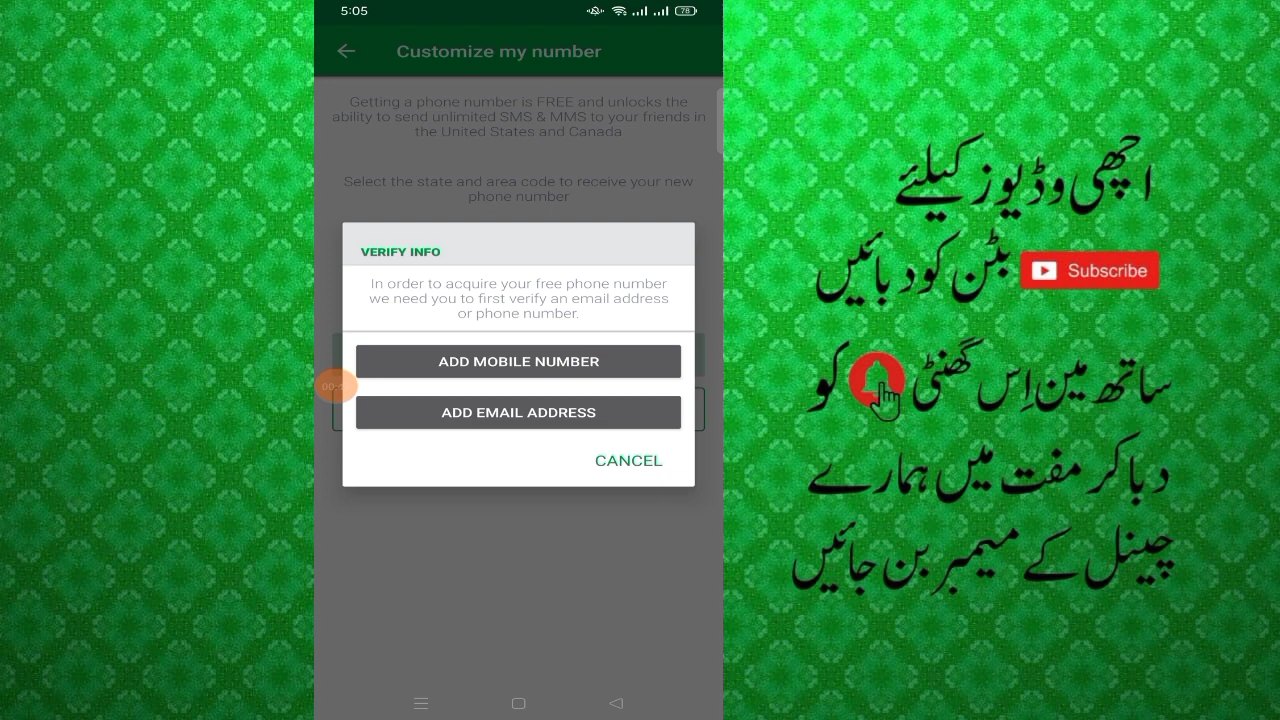 5:05
78
Customize my number
Getting a phone number is FREE and unlocks the
ability to send unlimited SMS & MMS to your friends in
the United States and Canada
Select the state and area code to receive your new
phone number
VERIFY INFO
In order to acquire your free phone number
we need you to first verify an email address
or phone number.
ADD MOBILE NUMBER
ADD EMAIL ADDRESS
CANCEL
اچھی وڈیوز کیلئے
Subscribe بٹن کو دبائیں
ساتھ مین اِس گھنٹی کو
دبا کر مفت میں ہمارے
چینل کے میمبر بن جائیں